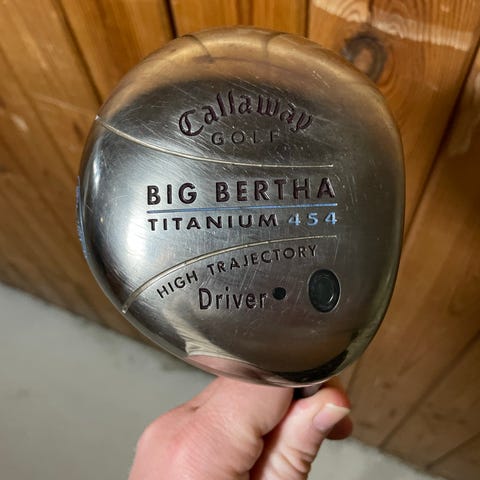 Callaway
GOLF
BIG BERTHA
TITANIUM 454
HIGH TRAJECTORY
Driver